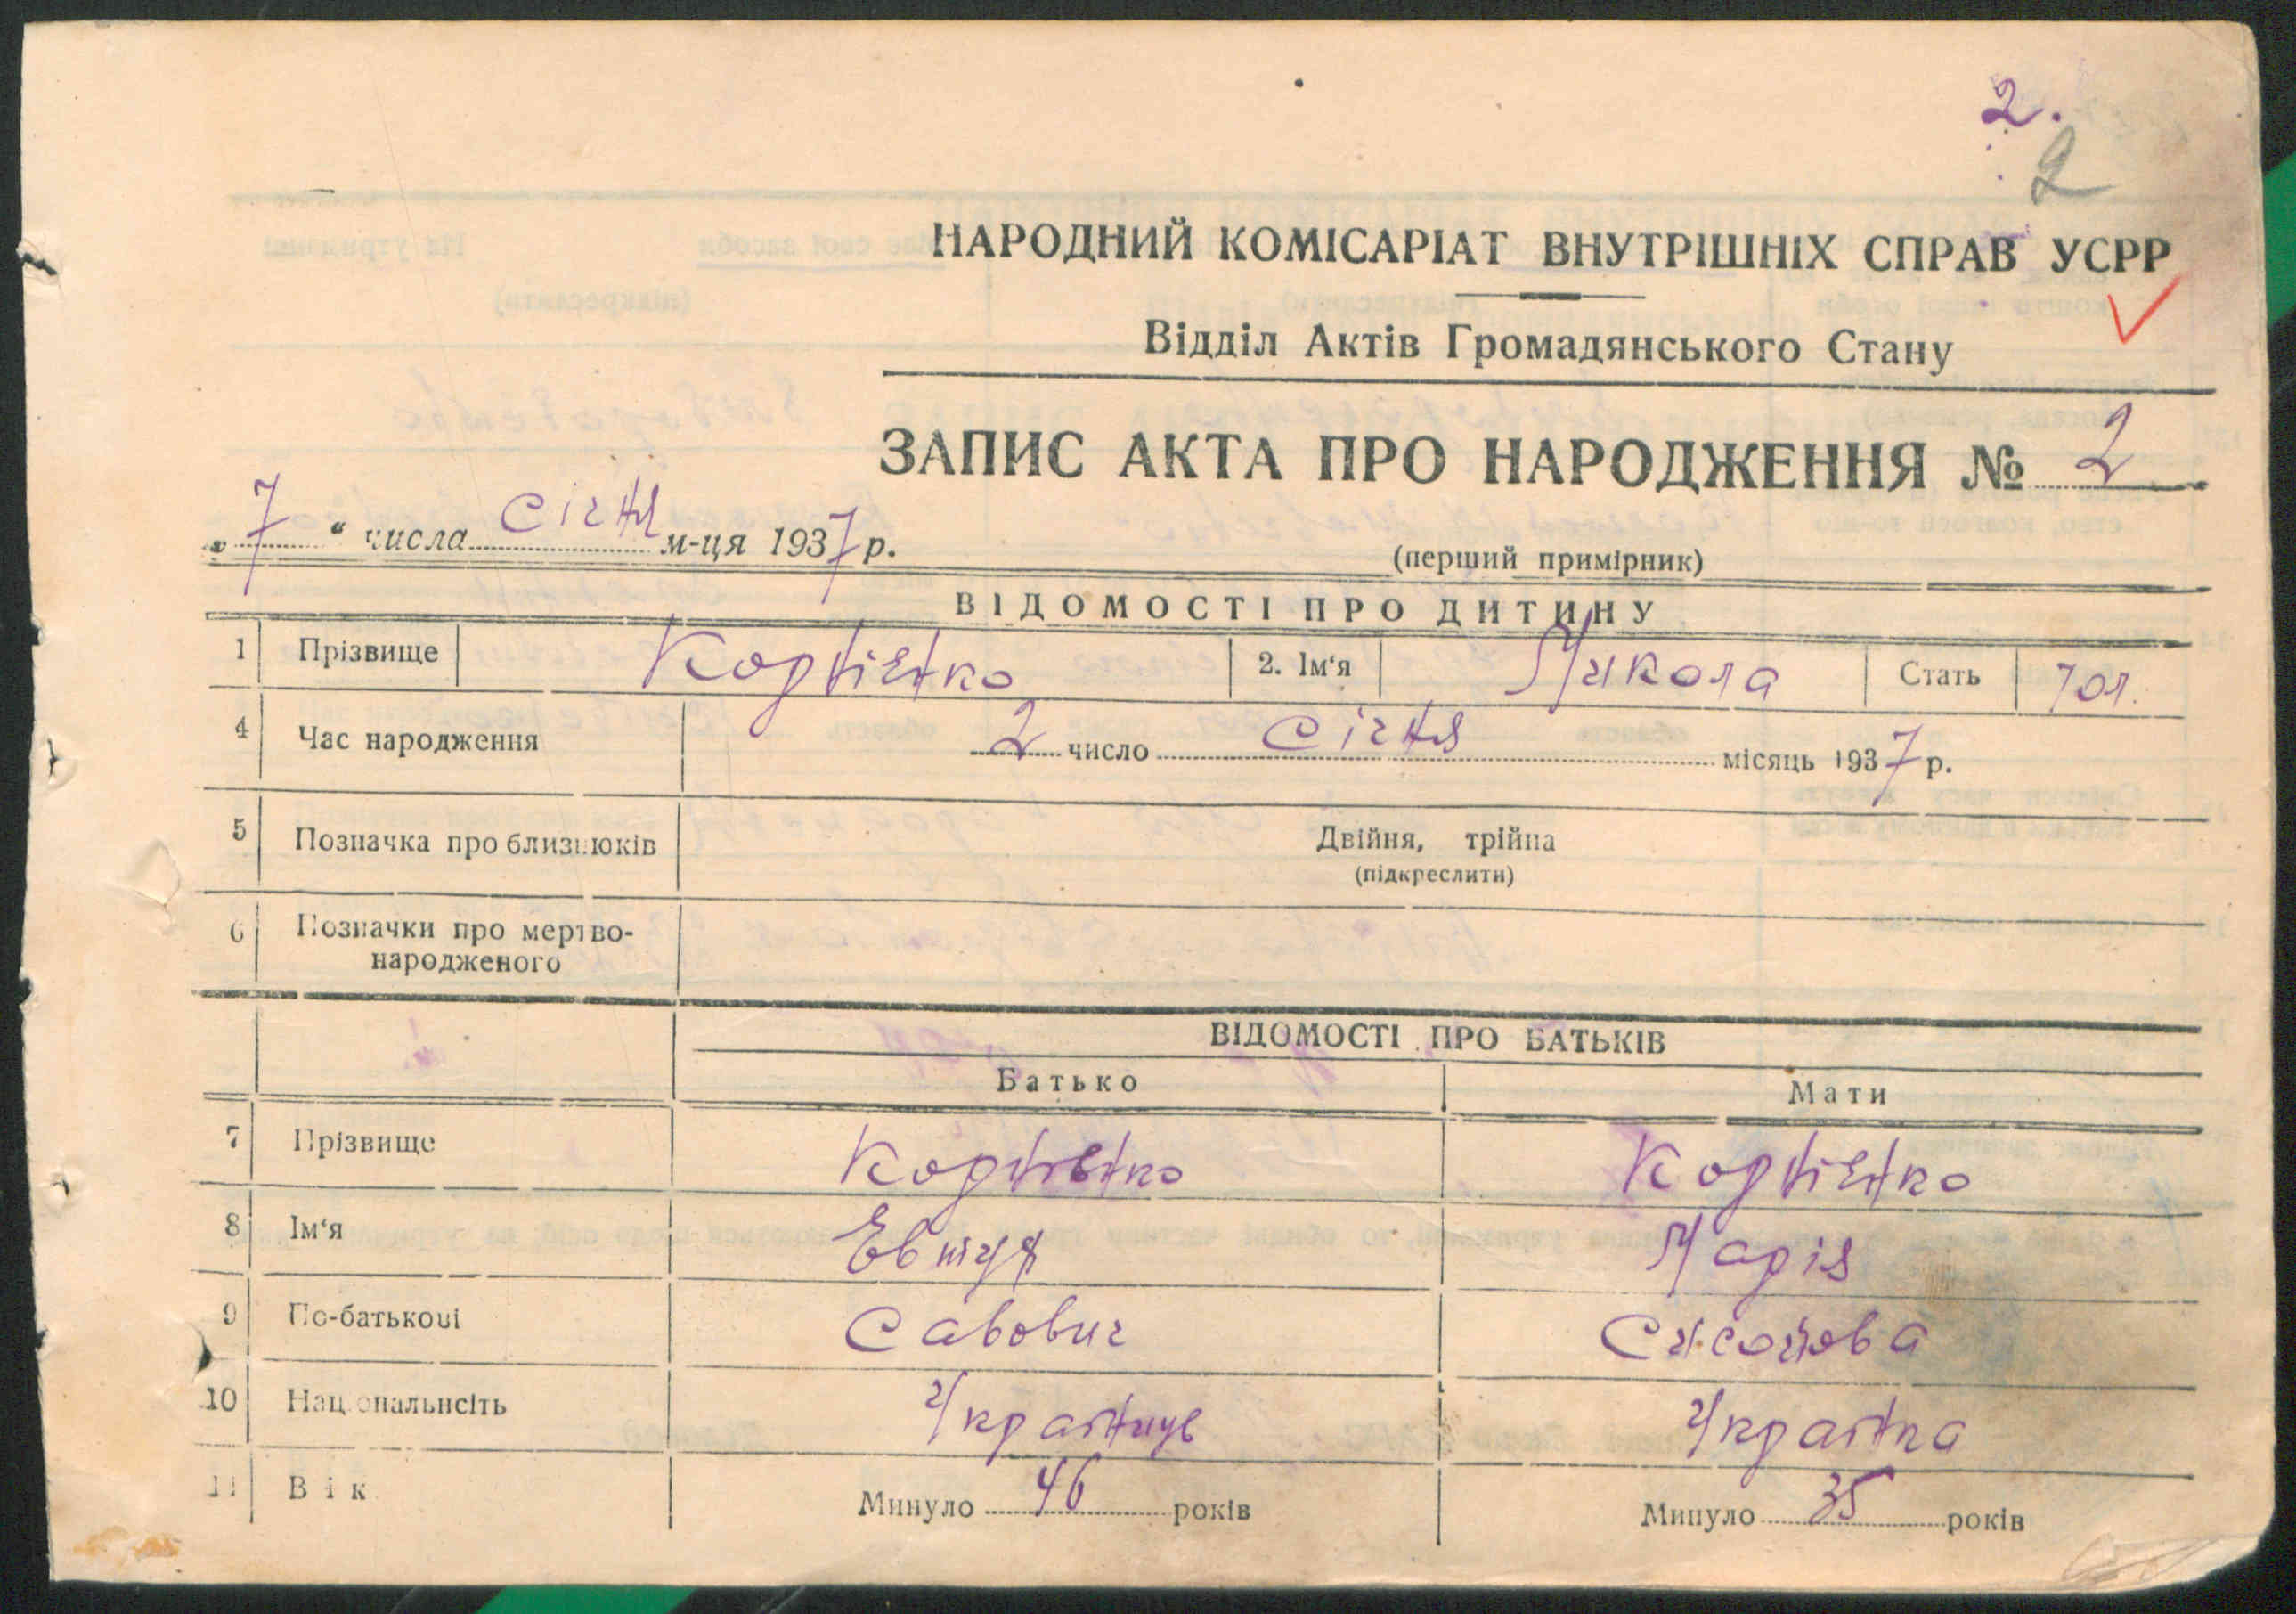 2.
2
НАРОДНИЙ КОМІСАРІАТ ВНУТРІШНІХ СПРАВ УСРР
Відділ Актів Громадянського Стану
ЗАПИС АКТА ПРО НАРОДЖЕННЯ № 2
„ 7 “ числа Січня м-ця 1937 р.
(перший примірник)
ВІДОМОСТІ ПРО ДИТИНУ
1 Прізвище Корнієнко 2. Ім'я Микола Стать чол.
4 Час народження 2 число Січня місяць 1937 р.
5 Позначка про близнюків Двійня, трійна
(підкреслити)
6 Позначки про мертво-
народженого
ВІДОМОСТІ ПРО БАТЬКІВ
Батько Мати
7 Прізвище Корнієнко Корнієнко
8 Ім'я Марія
9 По-батькові Савович Сисойова
10 Національність Українць Українка
11 Вік Минуло 46 років Минуло 35 років